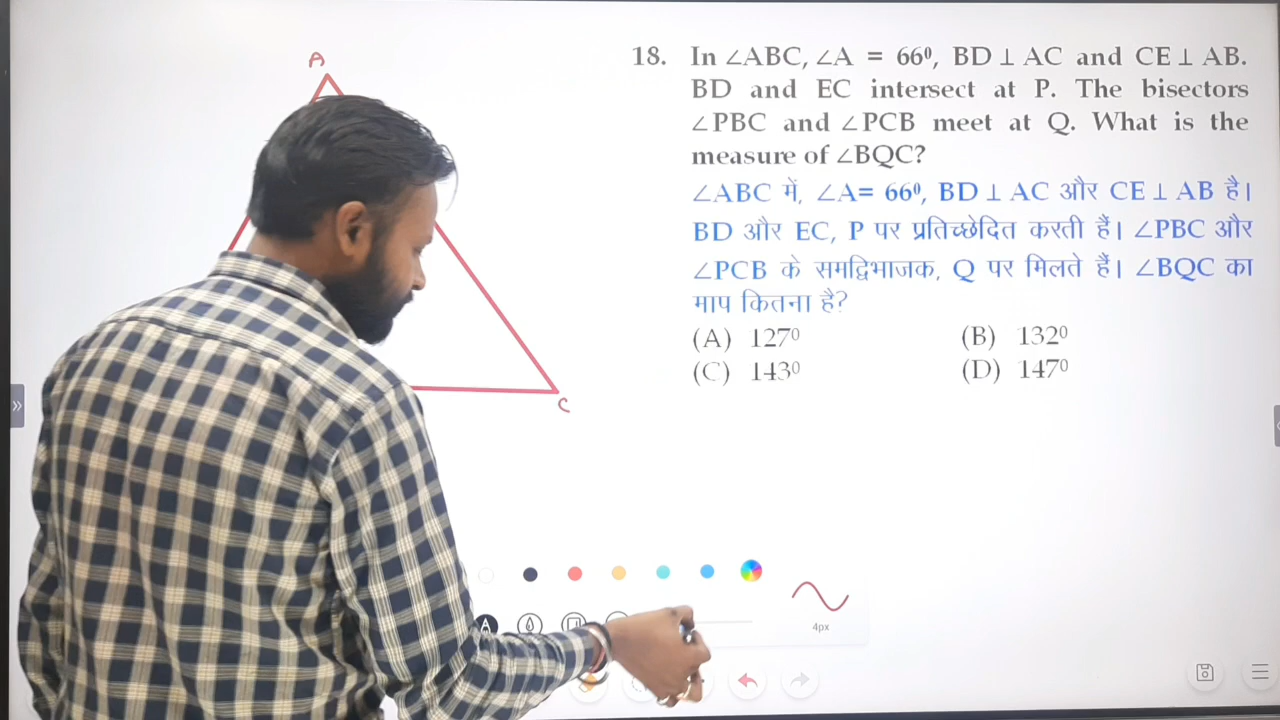 A
C
18. In ∠ABC, ∠A = 66⁰, BD ⊥ AC and CE ⊥ AB.
BD and EC intersect at P. The bisectors
∠PBC and ∠PCB meet at Q. What is the
measure of ∠BQC?
∠ABC में, ∠A= 66⁰, BD ⊥ AC और CE ⊥ AB है।
BD और EC, P पर प्रतिच्छेदित करती हैं। ∠PBC और
∠PCB के समद्विभाजक, Q पर मिलते हैं। ∠BQC का
माप कितना है?
(A) 127⁰ (B) 132⁰
(C) 143⁰ (D) 147⁰
A
4px